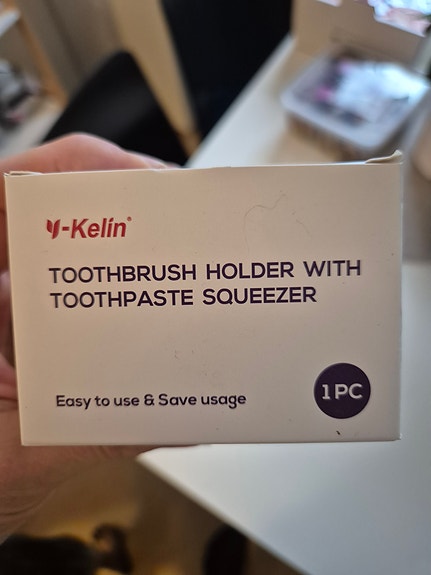 Y-Kelin®
TOOTHBRUSH HOLDER WITH
TOOTHPASTE SQUEEZER
Easy to use & Save usage
1PC